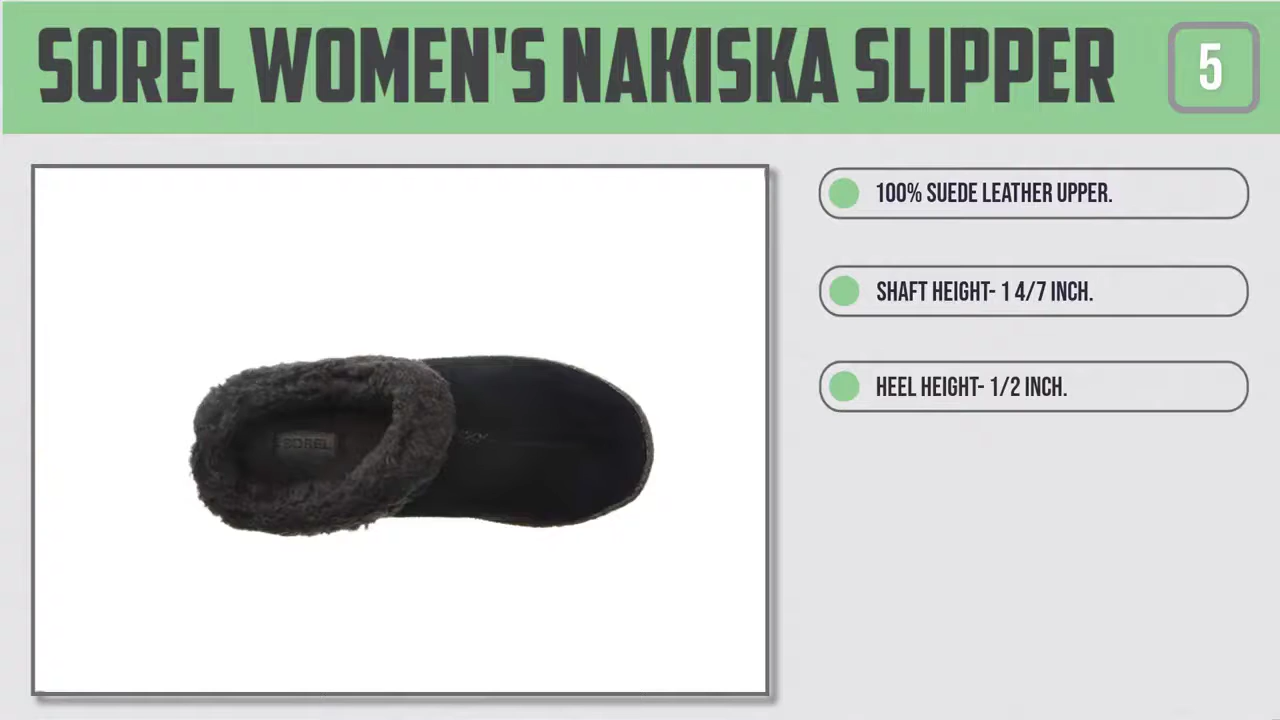 SOREL WOMEN'S NAKISKA SLIPPER
5
100% SUEDE LEATHER UPPER.
SHAFT HEIGHT- 1 4/7 INCH.
HEEL HEIGHT- 1/2 INCH.
SOREL